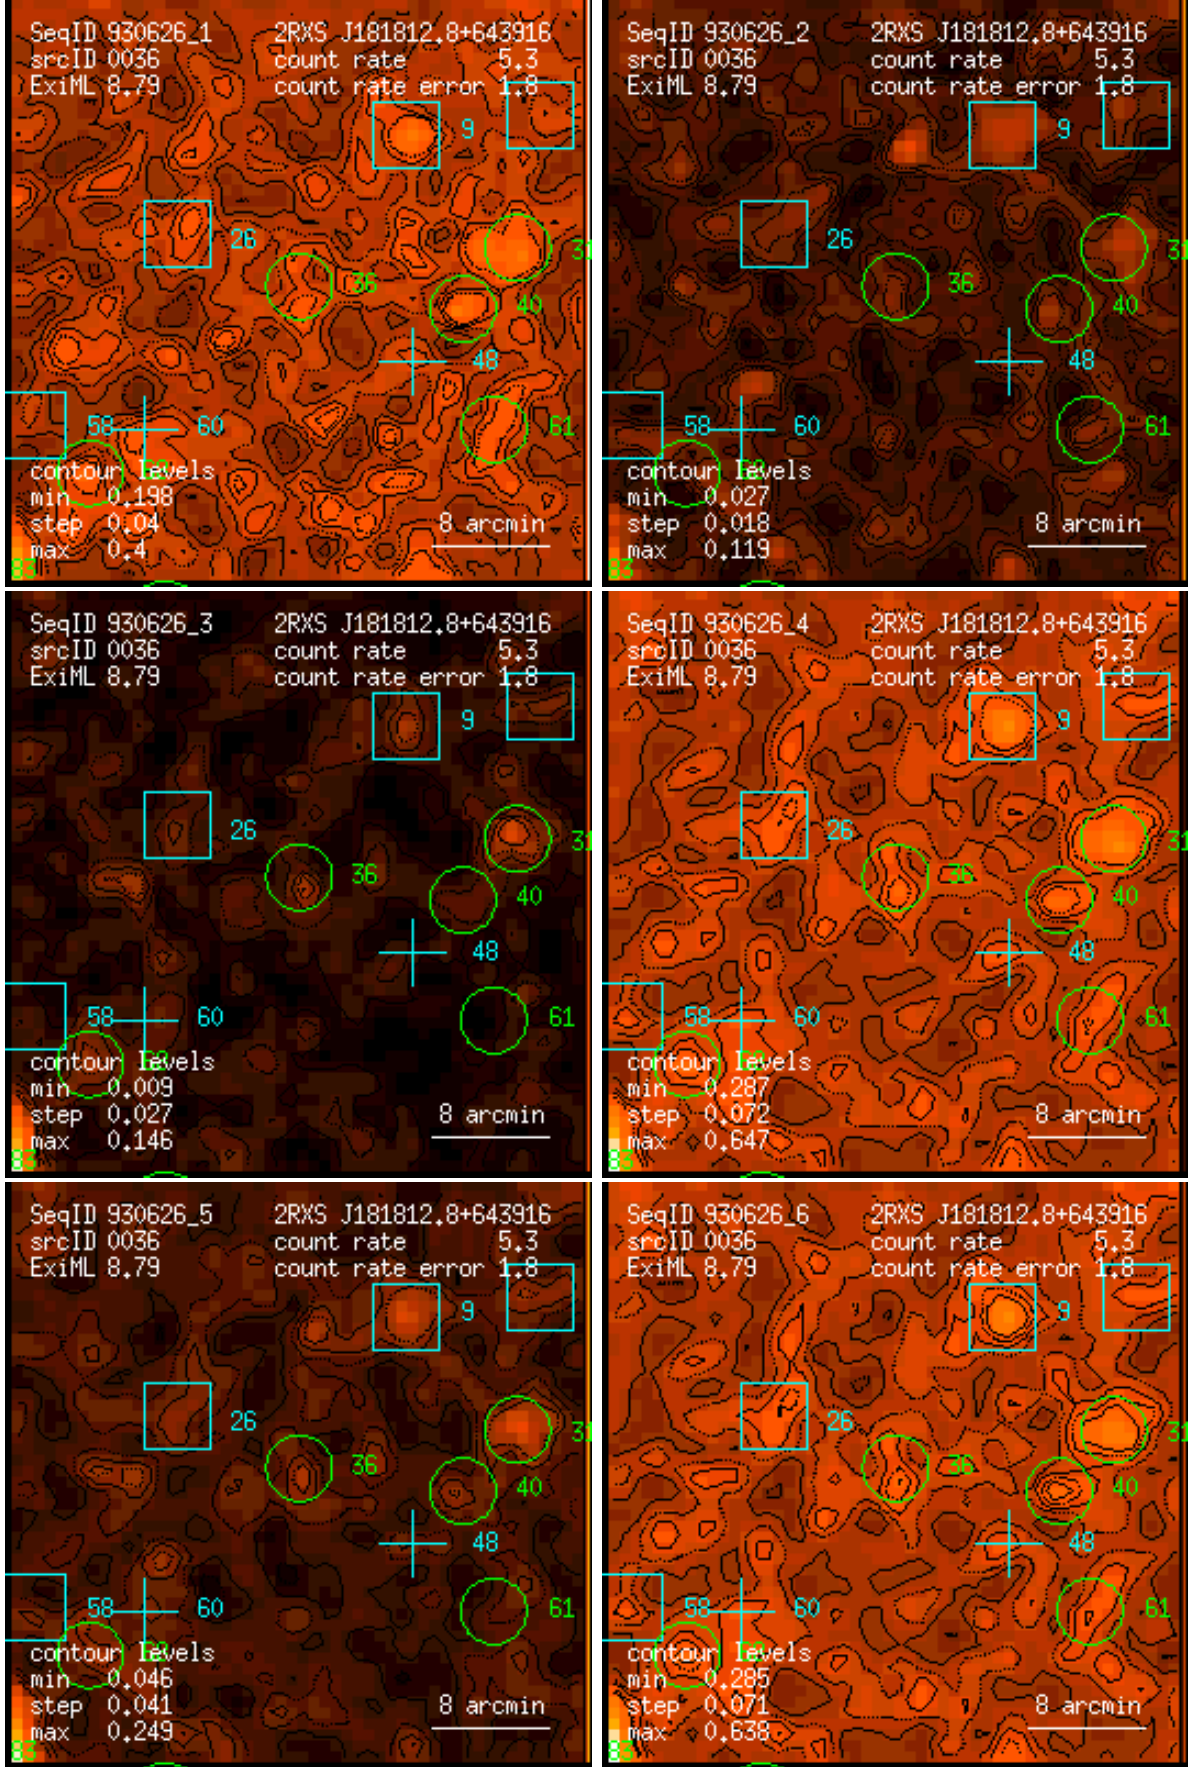 SeqID 930626_1 2RXS J181812.8+643916
srcID 0036 count rate 5.3
ExiML 8.79 count rate error 1.8
9
26
31
36
40
48
58 60 61
contour levels
min 0.198
step 0.04 8 arcmin
max 0.4
83
SeqID 930626_2 2RXS J181812.8+643916
srcID 0036 count rate 5.3
ExiML 8.79 count rate error 1.8
9
26
31
36
40
48
58 60 61
contour levels
min 0.027
step 0.018 8 arcmin
max 0.119
83
SeqID 930626_3 2RXS J181812.8+643916
srcID 0036 count rate 5.3
ExiML 8.79 count rate error 1.8
9
26
31
36
40
48
58 60 61
contour levels
min 0.009
step 0.027 8 arcmin
max 0.146
83
SeqID 930626_4 2RXS J181812.8+643916
srcID 0036 count rate 5.3
ExiML 8.79 count rate error 1.8
9
26
31
36
40
48
58 60 61
contour levels
min 0.287
step 0.072 8 arcmin
max 0.647
83
SeqID 930626_5 2RXS J181812.8+643916
srcID 0036 count rate 5.3
ExiML 8.79 count rate error 1.8
9
26
31
36
40
48
58 60 61
contour levels
min 0.046
step 0.041 8 arcmin
max 0.249
83
SeqID 930626_6 2RXS J181812.8+643916
srcID 0036 count rate 5.3
ExiML 8.79 count rate error 1.8
9
26
31
36
40
48
58 60 61
contour levels
min 0.285
step 0.071 8 arcmin
max 0.638
83